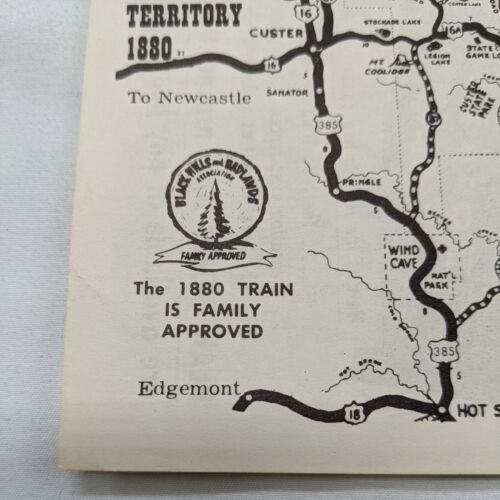 TERRITORY
1880
16
CUSTER
STOCKADE LAKE
16A
LEGION
LAKE
STATE
MT.
COOLIDGE
CUSTER
STATE
PARK
16
To Newcastle
SANATOR
385
PRINGLE
BLACK HILLS and BADLANDS
ASSOCIATION
FAMILY APPROVED
WIND
CAVE
NAT'L
PARK
The 1880 TRAIN
IS FAMILY
APPROVED
385
Edgemont
18
HOT S